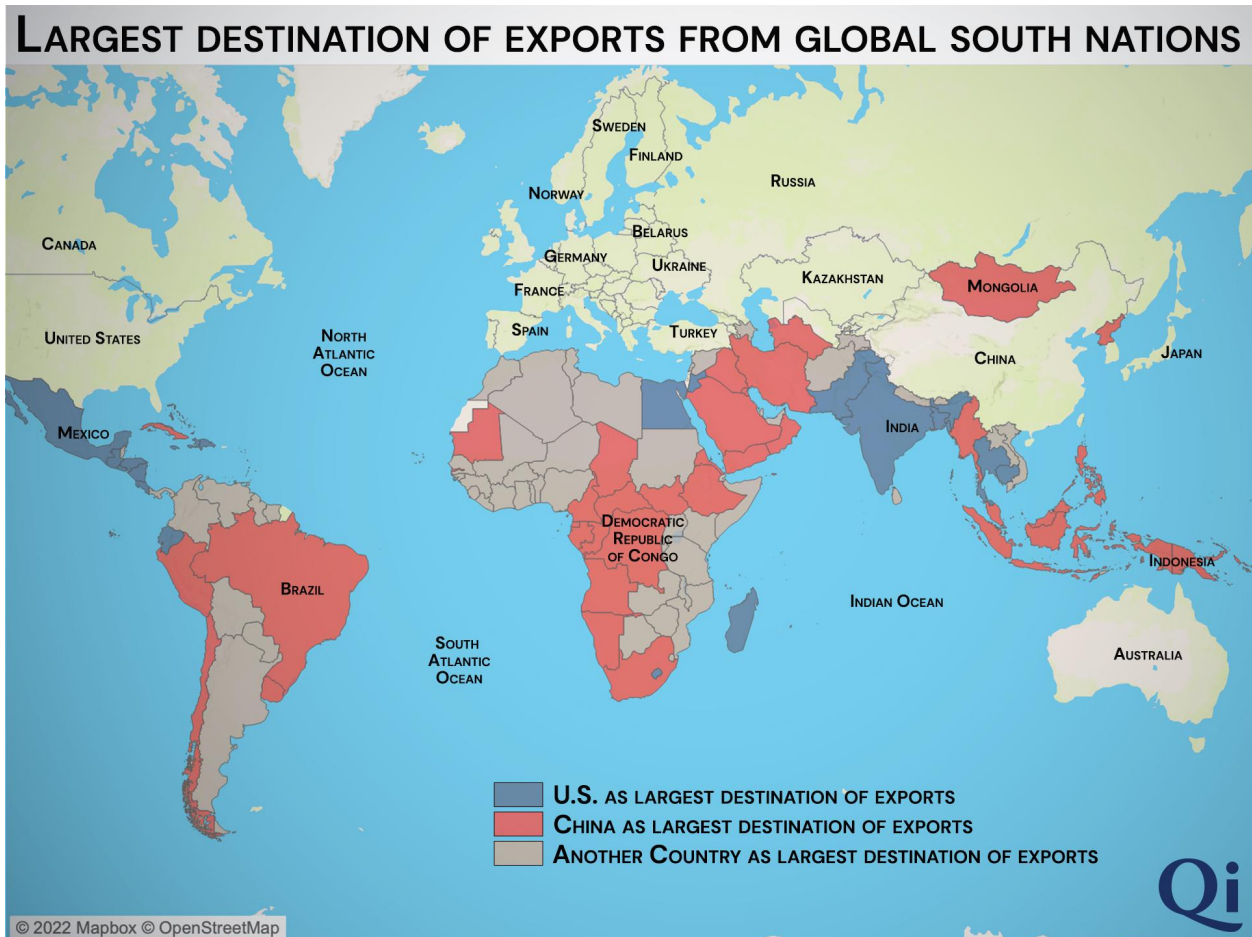 Largest destination of exports from global south nations
Sweden
Finland
Norway
Russia
Canada
Belarus
Germany
Ukraine
Kazakhstan
France
Mongolia
United States
North
Atlantic
Ocean
Spain
Turkey
China
Japan
Mexico
India
Democratic
Republic
of Congo
Indonesia
Brazil
Indian Ocean
South
Atlantic
Ocean
Australia
U.S. as largest destination of exports
China as largest destination of exports
Another Country as largest destination of exports
Qi
© 2022 Mapbox © OpenStreetMap